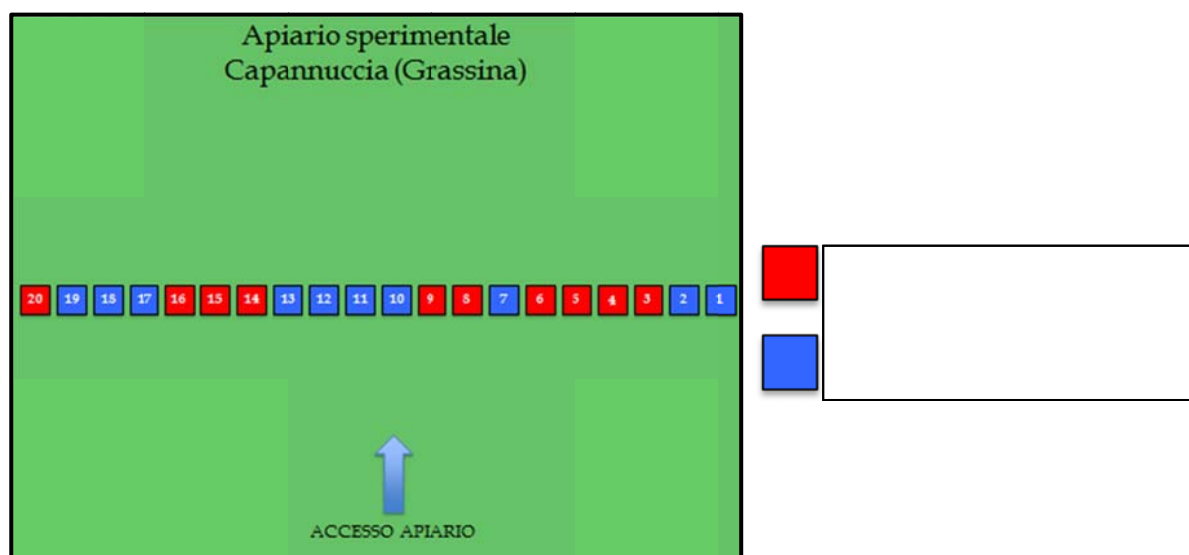 Apiario sperimentale
Capannuccia (Grassina)
20 19 18 17 16 15 14 13 12 11 10 9 8 7 6 5 4 3 2 1
ACCESSO APIARIO